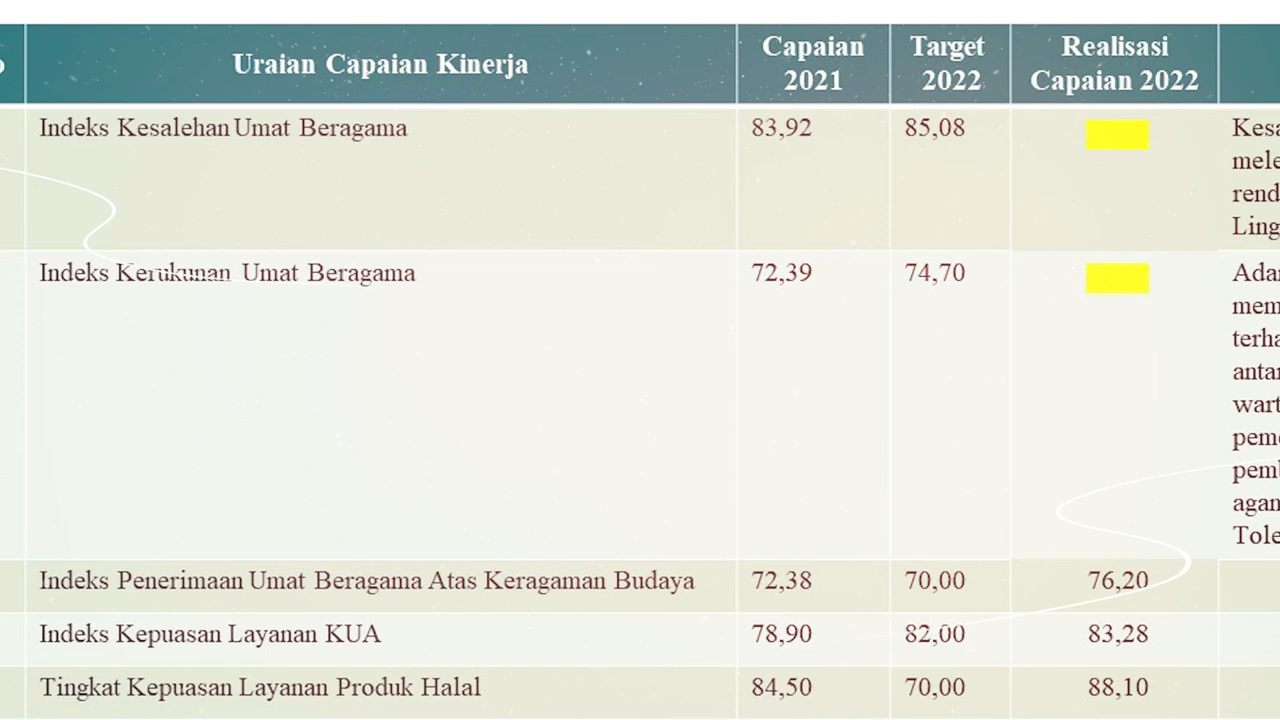 Uraian Capaian Kinerja
Capaian
2021
Target
2022
Realisasi
Capaian 2022
Indeks Kesalehan Umat Beragama 83,92 85,08
Indeks Kerukunan Umat Beragama 72,39 74,70
Indeks Penerimaan Umat Beragama Atas Keragaman Budaya 72,38 70,00 76,20
Indeks Kepuasan Layanan KUA 78,90 82,00 83,28
Tingkat Kepuasan Layanan Produk Halal 84,50 70,00 88,10